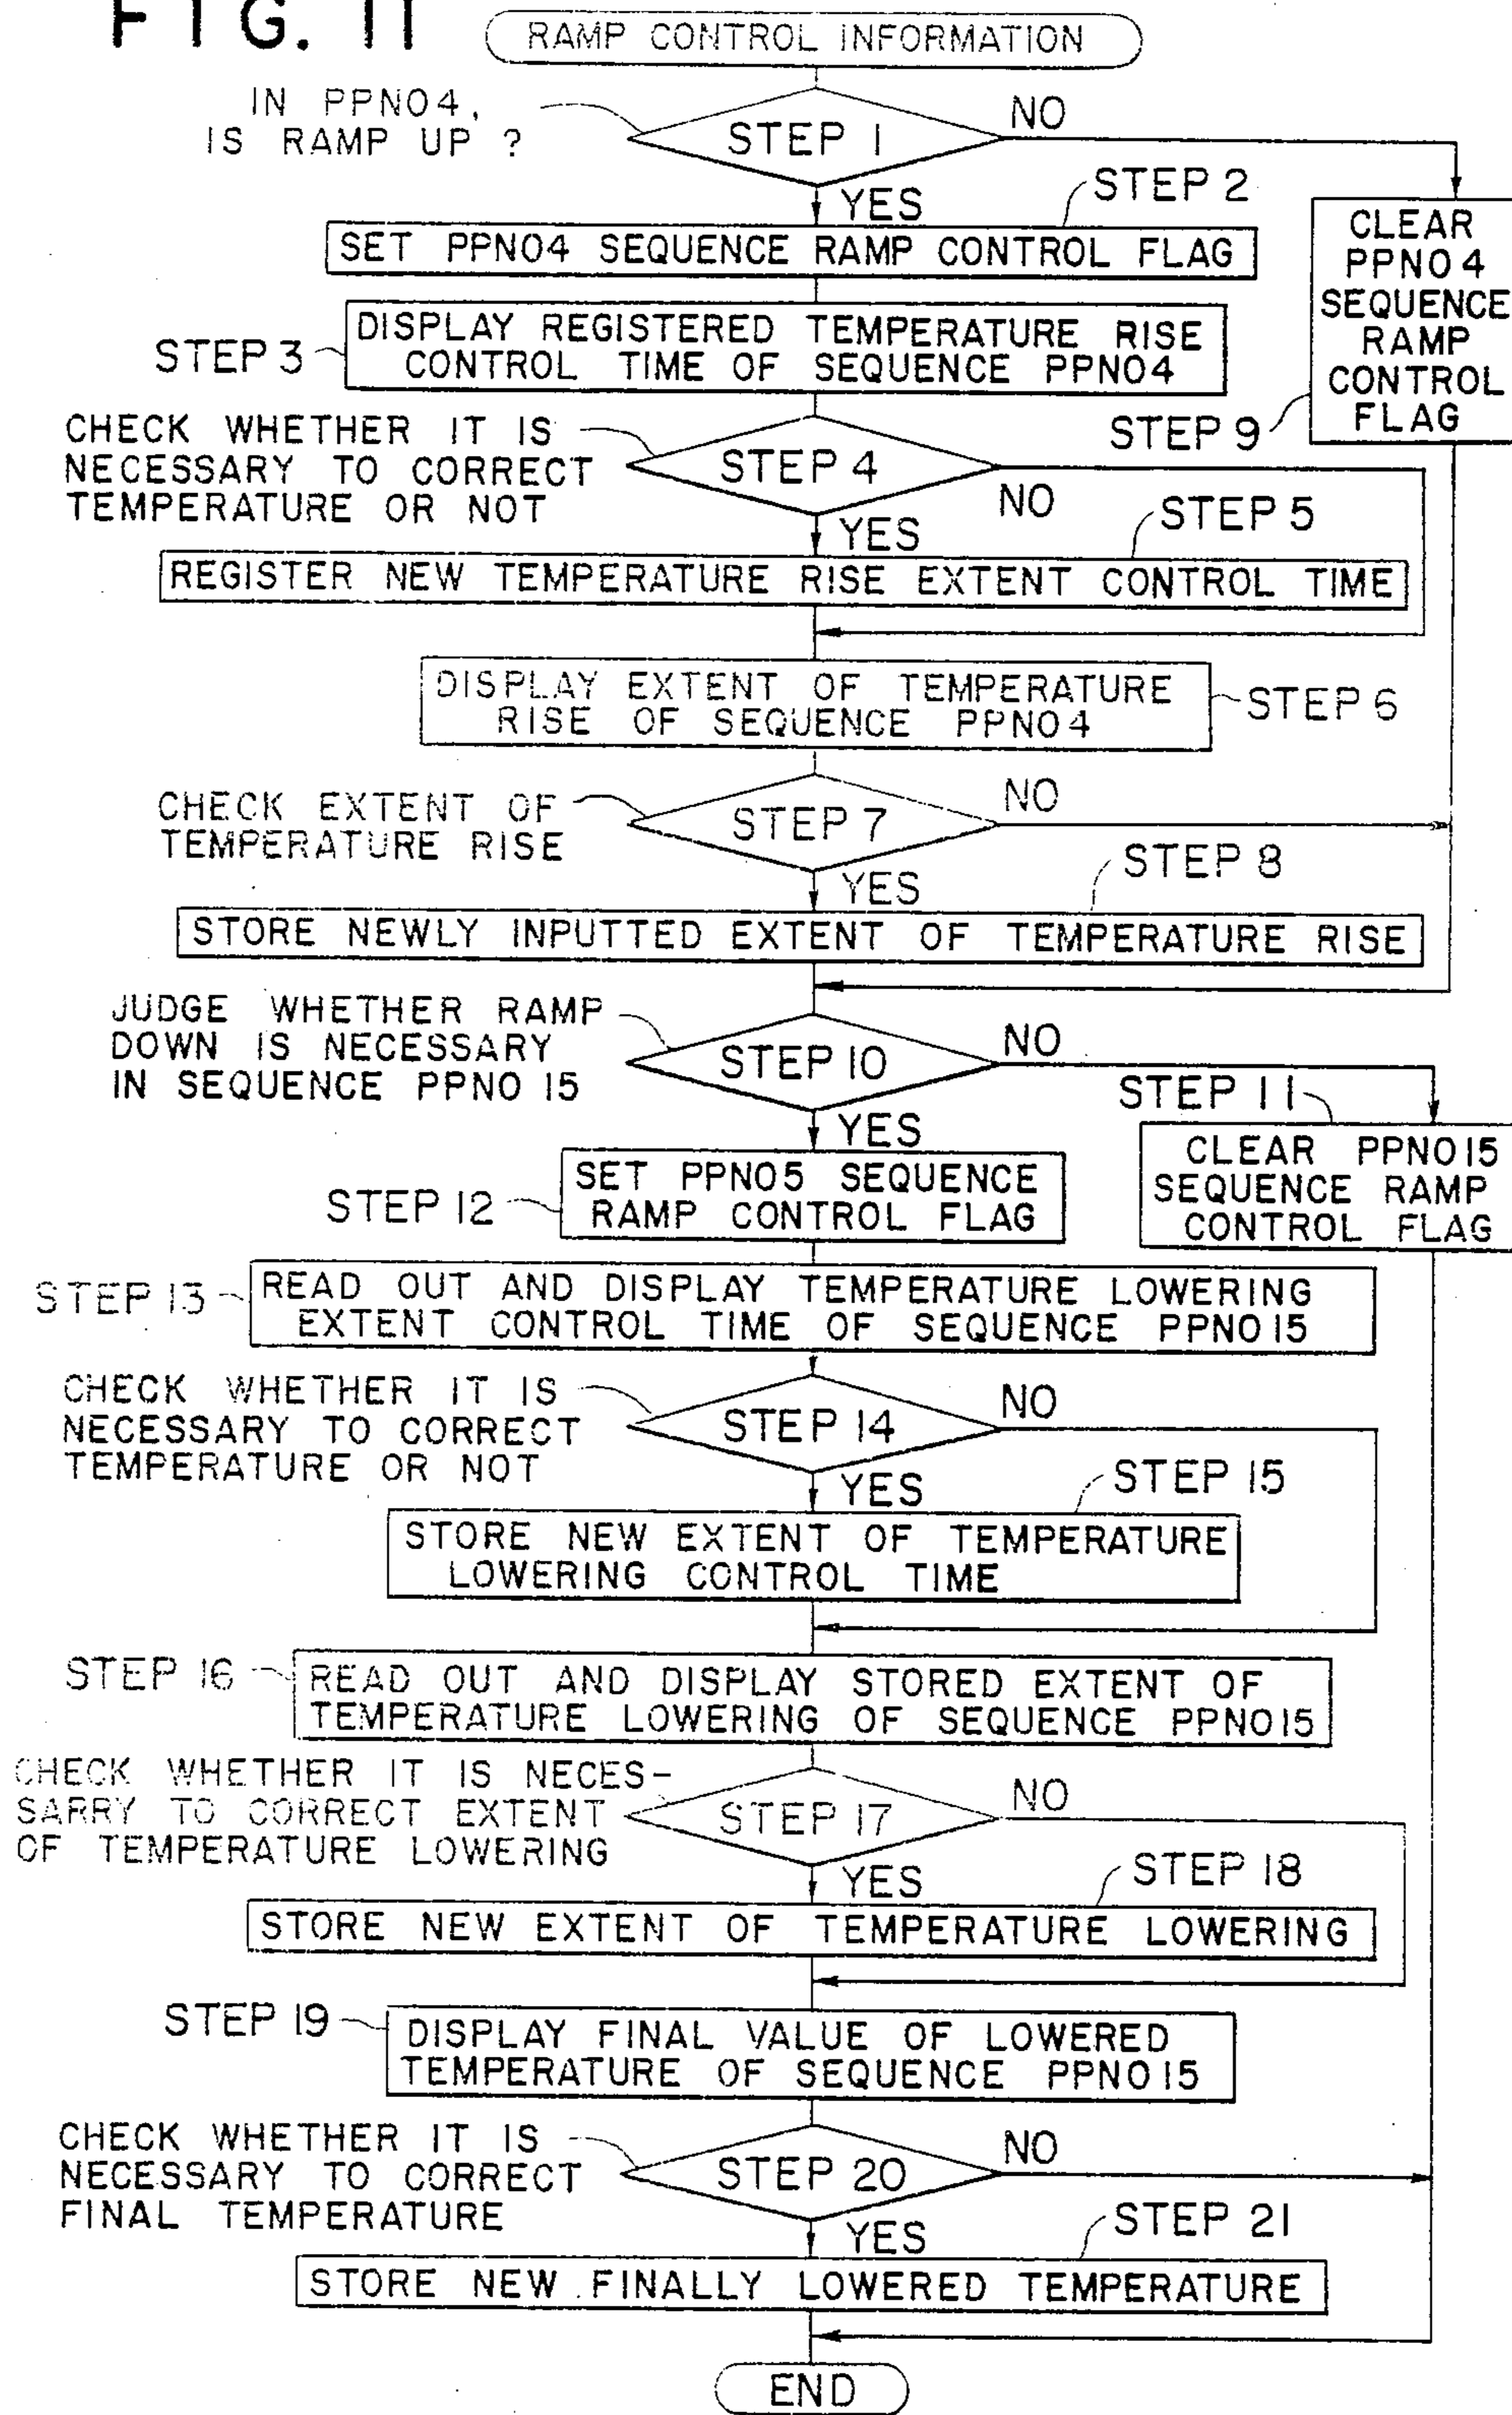 FIG. 11
RAMP CONTROL INFORMATION
IN PPN04,
IS RAMP UP ?
STEP 1
NO
YES
STEP 2
SET PPN04 SEQUENCE RAMP CONTROL FLAG
CLEAR
PPN04
SEQUENCE
RAMP
CONTROL
FLAG
STEP 9
STEP 3
DISPLAY REGISTERED TEMPERATURE RISE
CONTROL TIME OF SEQUENCE PPN04
CHECK WHETHER IT IS
NECESSARY TO CORRECT
TEMPERATURE OR NOT
STEP 4
NO
YES
STEP 5
REGISTER NEW TEMPERATURE RISE EXTENT CONTROL TIME
DISPLAY EXTENT OF TEMPERATURE
RISE OF SEQUENCE PPN04
STEP 6
CHECK EXTENT OF
TEMPERATURE RISE
STEP 7
NO
YES
STEP 8
STORE NEWLY INPUTTED EXTENT OF TEMPERATURE RISE
JUDGE WHETHER RAMP
DOWN IS NECESSARY
IN SEQUENCE PPNO 15
STEP 10
NO
YES
STEP 11
CLEAR PPNO15
SEQUENCE RAMP
CONTROL FLAG
STEP 12
SET PPN05 SEQUENCE
RAMP CONTROL FLAG
STEP 13
READ OUT AND DISPLAY TEMPERATURE LOWERING
EXTENT CONTROL TIME OF SEQUENCE PPNO15
CHECK WHETHER IT IS
NECESSARY TO CORRECT
TEMPERATURE OR NOT
STEP 14
NO
YES
STEP 15
STORE NEW EXTENT OF TEMPERATURE
LOWERING CONTROL TIME
STEP 16
READ OUT AND DISPLAY STORED EXTENT OF
TEMPERATURE LOWERING OF SEQUENCE PPNO15
CHECK WHETHER IT IS NECES-
SARRY TO CORRECT EXTENT
OF TEMPERATURE LOWERING
STEP 17
NO
YES
STEP 18
STORE NEW EXTENT OF TEMPERATURE LOWERING
STEP 19
DISPLAY FINAL VALUE OF LOWERED
TEMPERATURE OF SEQUENCE PPNO15
CHECK WHETHER IT IS
NECESSARY TO CORRECT
FINAL TEMPERATURE
STEP 20
NO
YES
STEP 21
STORE NEW FINALLY LOWERED TEMPERATURE
END